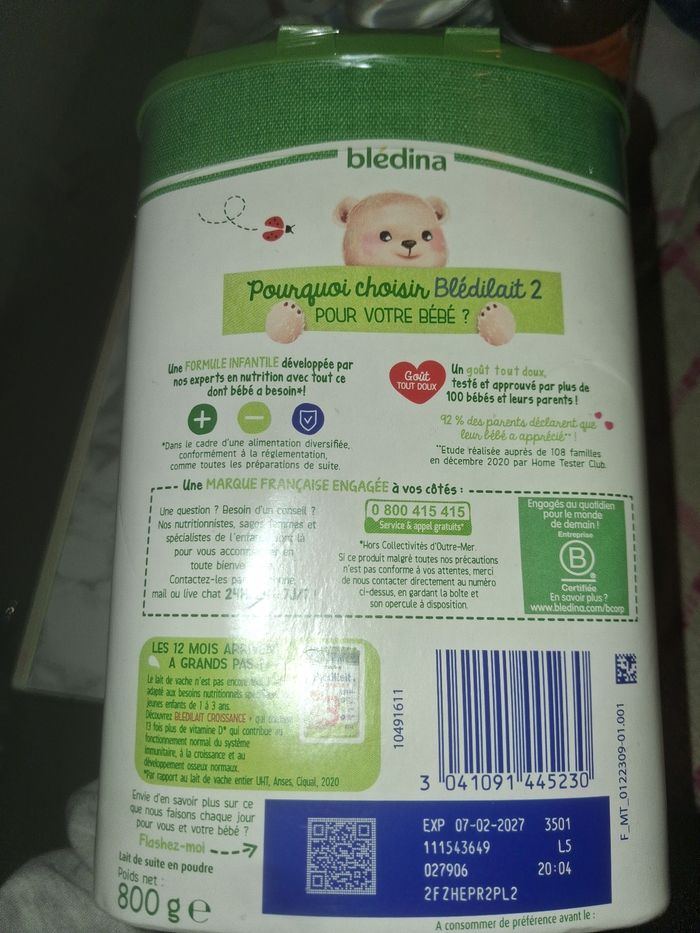 blédina
Pourquoi choisir Blédilait 2
POUR VOTRE BÉBÉ ?
Une FORMULE INFANTILE développée par
nos experts en nutrition avec tout ce
dont bébé a besoin*!
*Dans le cadre d'une alimentation diversifiée,
conformément à la réglementation,
comme toutes les préparations de suite.
Goût
TOUT DOUX
Un goût tout doux,
testé et approuvé par plus de
100 bébés et leurs parents !
92 % des parents déclarent que
leur bébé a apprécié** !
**Etude réalisée auprès de 108 familles
en décembre 2020 par Home Tester Club.
Une MARQUE FRANÇAISE ENGAGÉE à vos côtés :
Une question ? Besoin d'un conseil ?
Nos nutritionnistes, sages femmes et
spécialistes de l'enfance sont là
pour vous accompagner en
toute
Contactez-les
mail ou live chat
0 800 415 415
Service & appel gratuits*
*Hors Collectivités d'Outre-Mer
Si ce produit malgré toutes nos précautions
n'est pas conforme à vos attentes, merci
de nous contacter directement au numéro
ci-dessus, en gardant la boîte et
son opercule à disposition.
Engagés au quotidien
pour le monde
de demain !
Entreprise
B
Certifiée
En savoir plus ?
www.bledina.com/bcorp
LES 12 MOIS ARRIVENT
A GRANDS PAS !
Le lait de vache n'est pas encore
adapté aux besoins nutritionnels
jeunes enfants de 1 à 3 ans.
Découvrez BLÉDILAIT CROISSANCE + qui
13 fois plus de vitamine D* qui contribue au
fonctionnement normal du système
immunitaire, à la croissance et au
développement osseux normaux.
*Par rapport au lait de vache entier UHT, Anses, Ciqual, 2020
10491611
3 041091 445230
F_MT_0122309-01.001
Envie d'en savoir plus sur ce
que nous faisons chaque jour
pour vous et votre bébé ?
Flashez-moi
Lait de suite en poudre
Poids net :
800 g e
EXP 07-02-2027 3501
111543649 LS
027906 20:04
2FZHEPR2PL2
A consommer de préférence avant le :